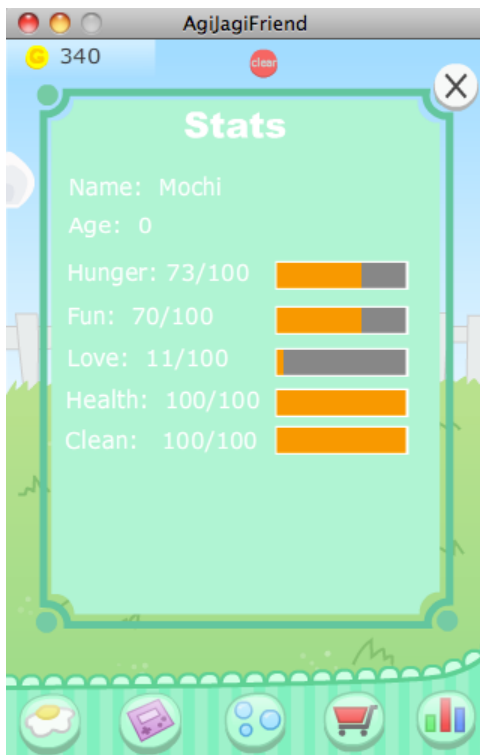 AgiJagiFriend
G 340
clear
Stats
Name: Mochi
Age: 0
Hunger: 73/100
Fun: 70/100
Love: 11/100
Health: 100/100
Clean: 100/100